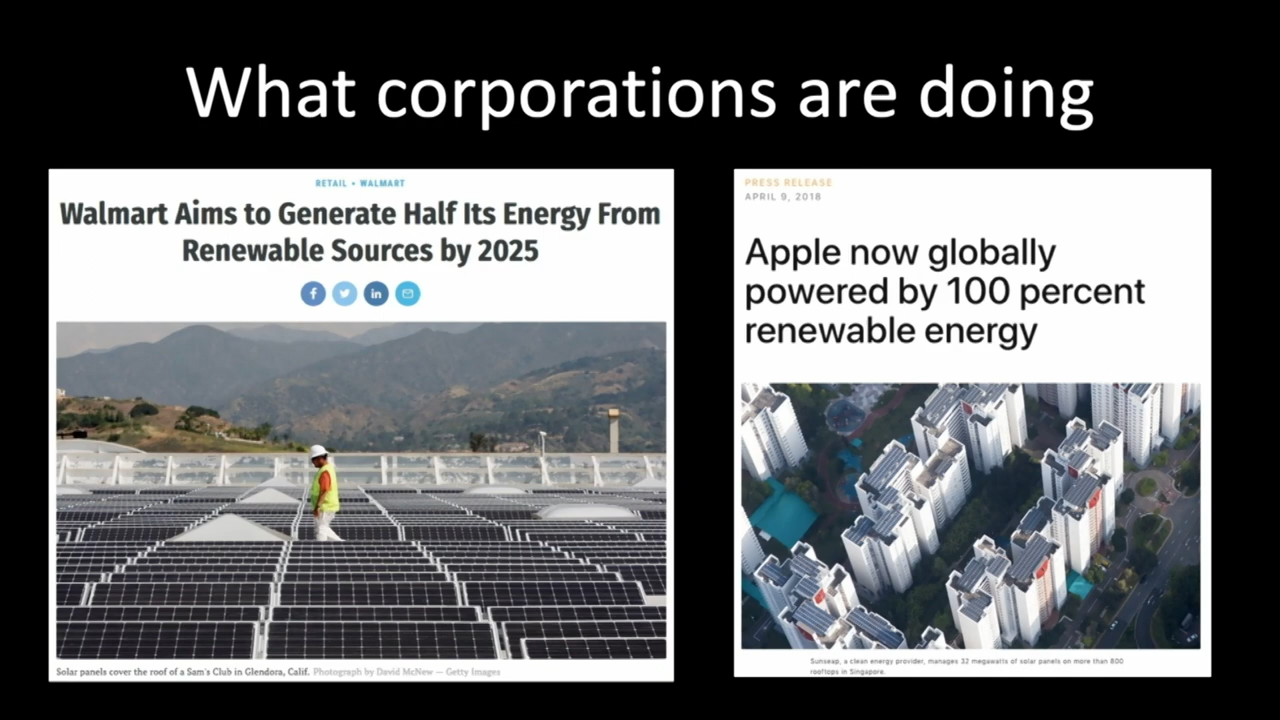 What corporations are doing
RETAIL • WALMART
Walmart Aims to Generate Half Its Energy From
Renewable Sources by 2025
Solar panels cover the roof of a Sam's Club in Glendora, Calif. Photograph by David McNew — Getty Images
PRESS RELEASE
APRIL 9, 2018
Apple now globally
powered by 100 percent
renewable energy
Sunseap, a clean energy provider, manages 32 megawatts of solar panels on more than 800
rooftops in Singapore.